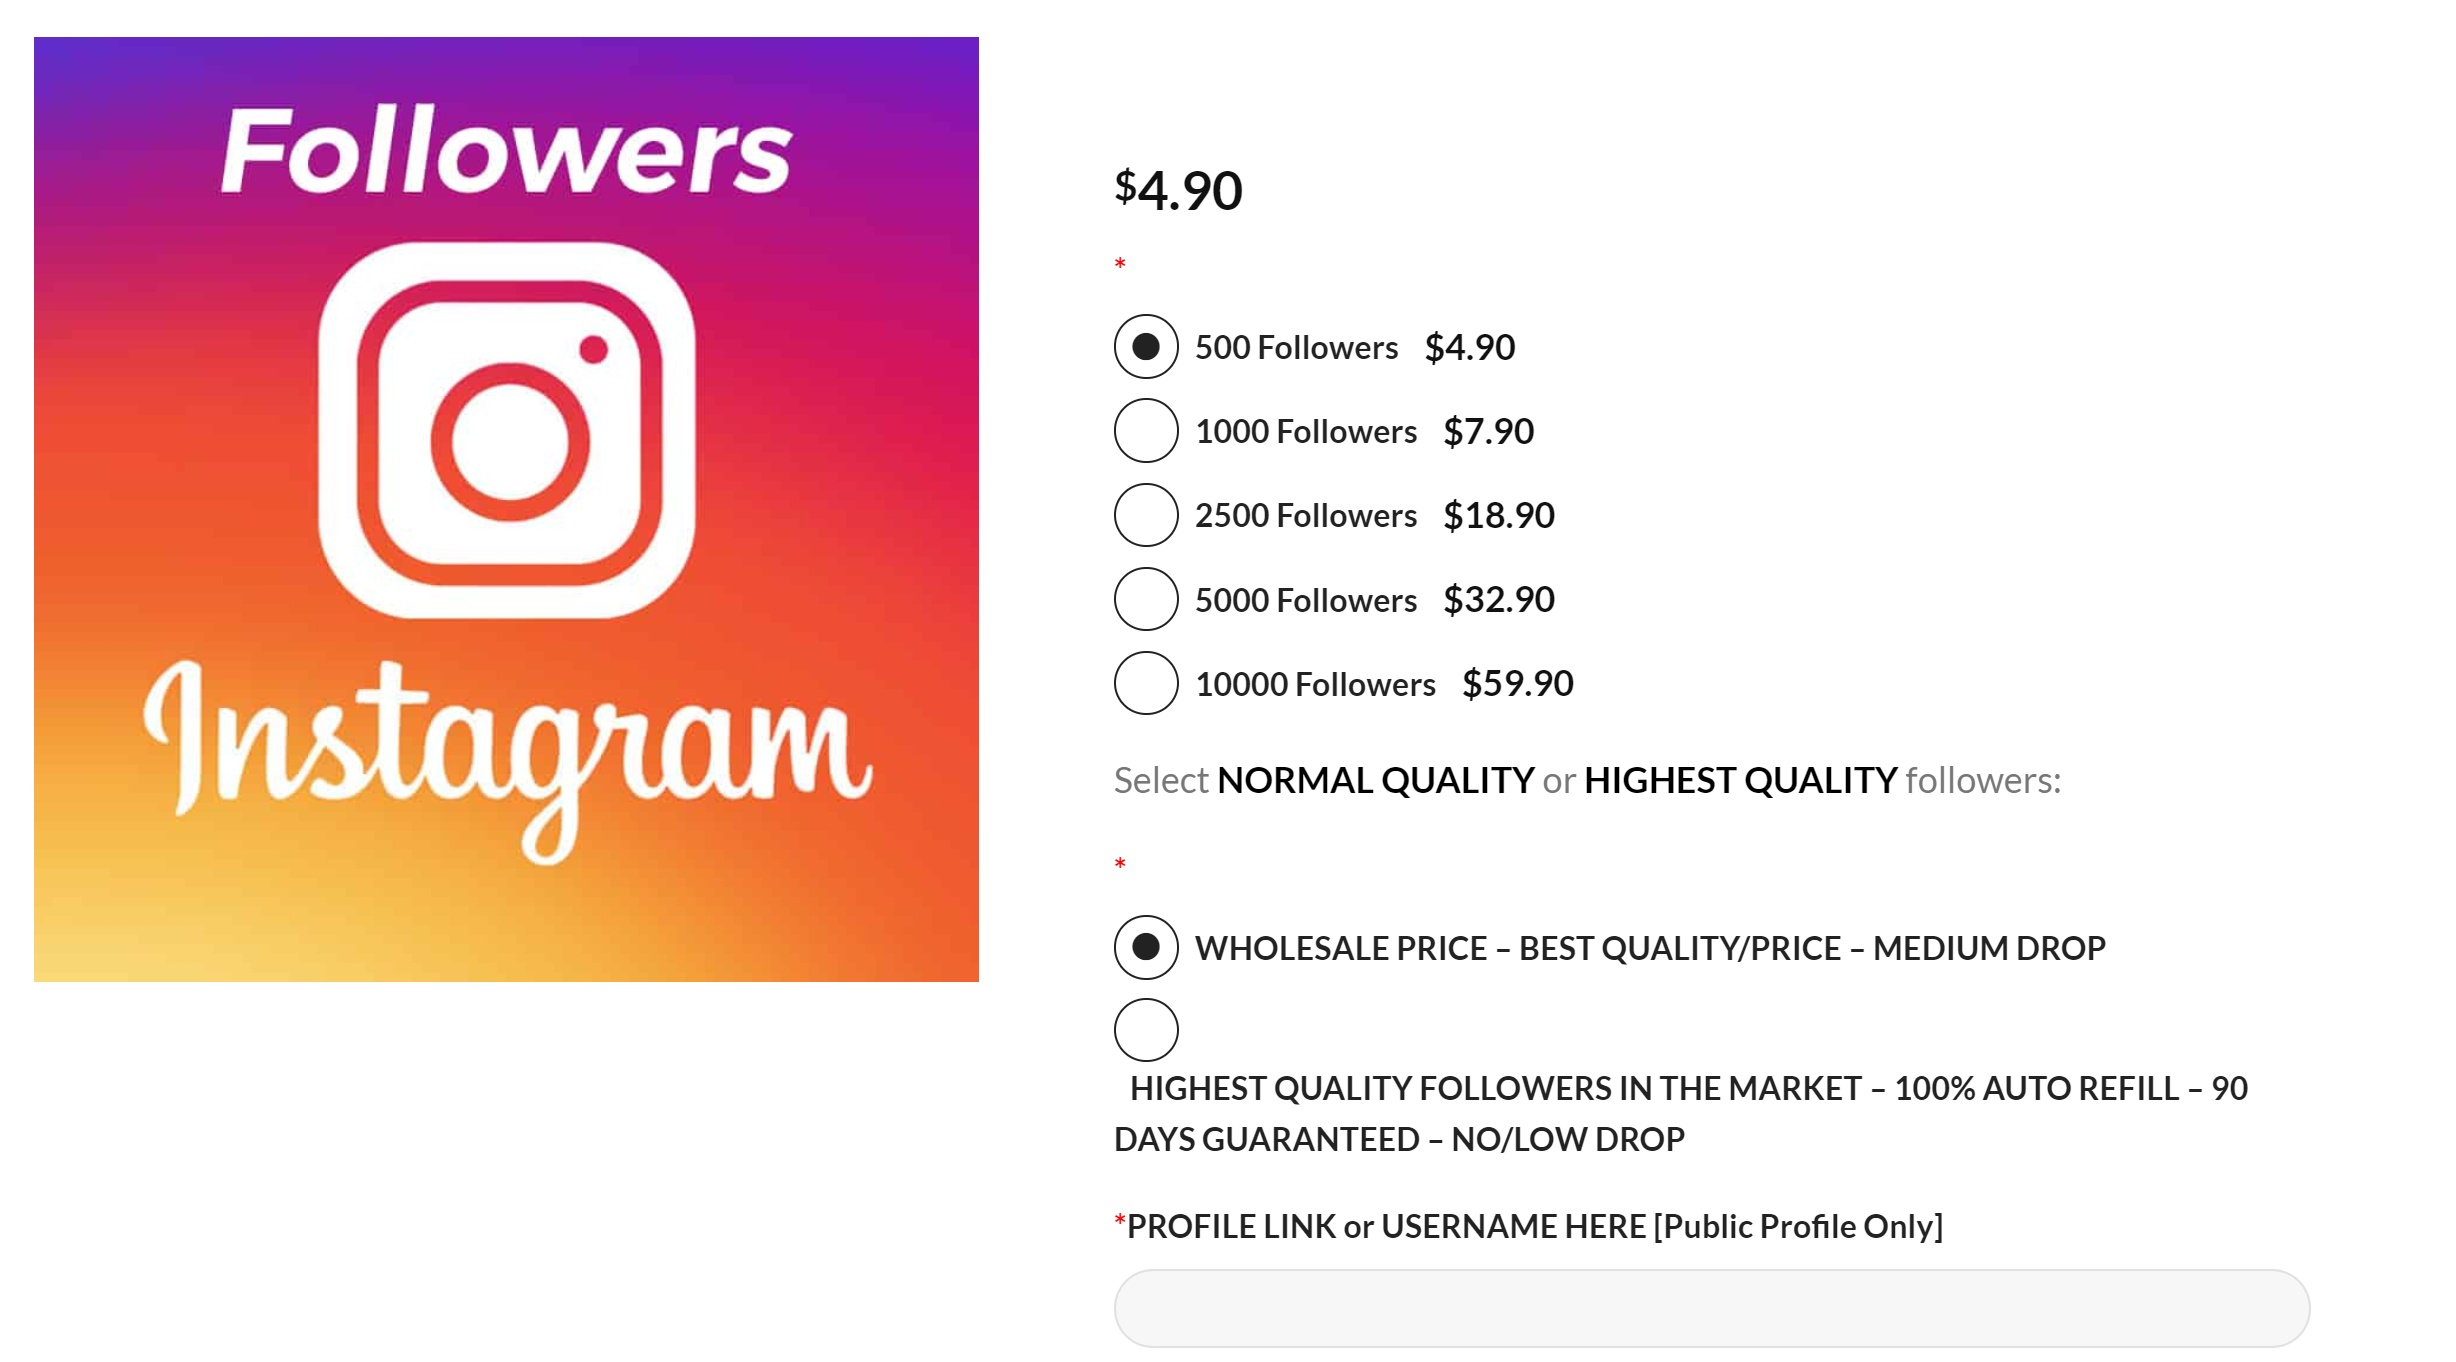 Followers
Instagram
$4.90
*
500 Followers $4.90
1000 Followers $7.90
2500 Followers $18.90
5000 Followers $32.90
10000 Followers $59.90
Select NORMAL QUALITY or HIGHEST QUALITY followers:
*
WHOLESALE PRICE – BEST QUALITY/PRICE – MEDIUM DROP
HIGHEST QUALITY FOLLOWERS IN THE MARKET – 100% AUTO REFILL – 90
DAYS GUARANTEED – NO/LOW DROP
*PROFILE LINK or USERNAME HERE [Public Profile Only]